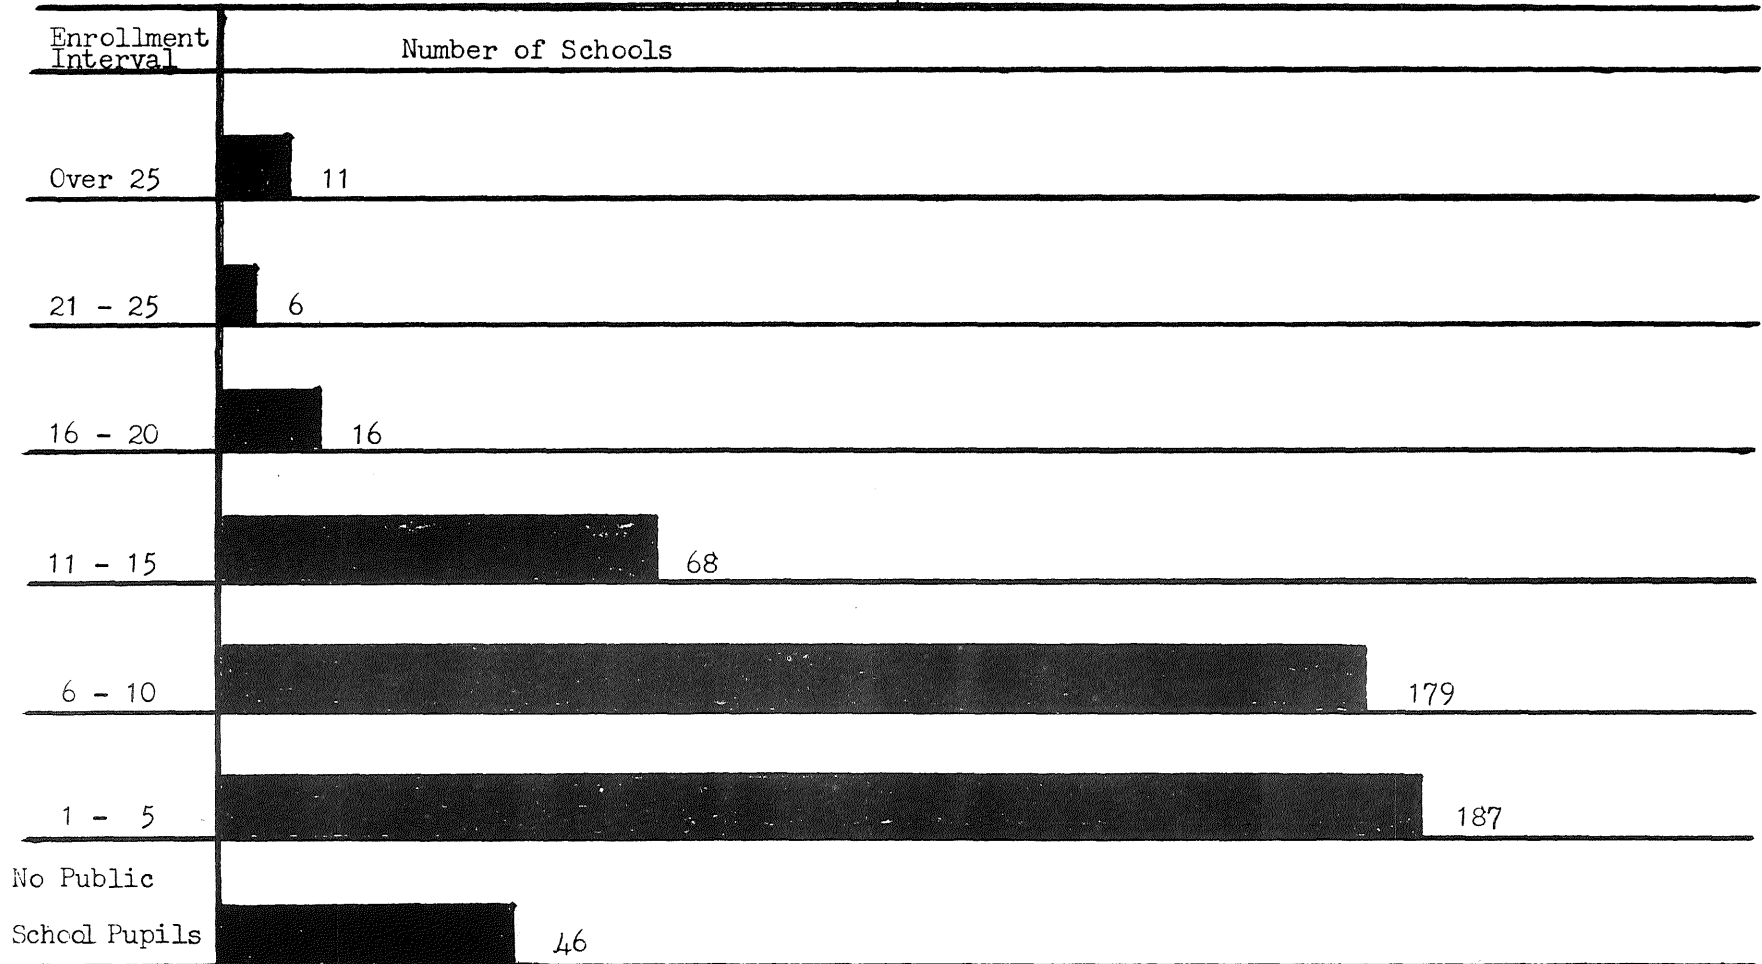 Enrollment
Interval
Number of Schools
Over 25 11
21 - 25 6
16 - 20 16
11 - 15 68
6 - 10 179
1 - 5 187
No Public
School Pupils 46